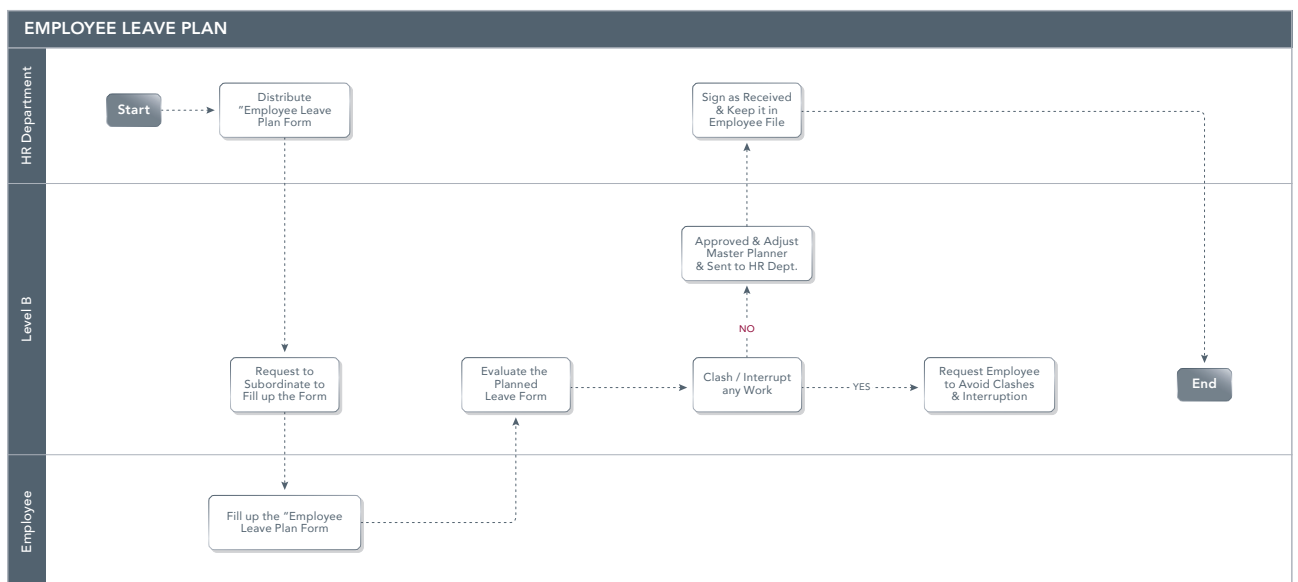 EMPLOYEE LEAVE PLAN
HR Department
Start
Distribute
“Employee Leave
Plan Form
Sign as Received
& Keep it in
Employee File
Level B
Approved & Adjust
Master Planner
& Sent to HR Dept.
NO
Request to
Subordinate to
Fill up the Form
Evaluate the
Planned
Leave Form
Clash / Interrupt
any Work
YES
Request Employee
to Avoid Clashes
& Interruption
End
Employee
Fill up the “Employee
Leave Plan Form